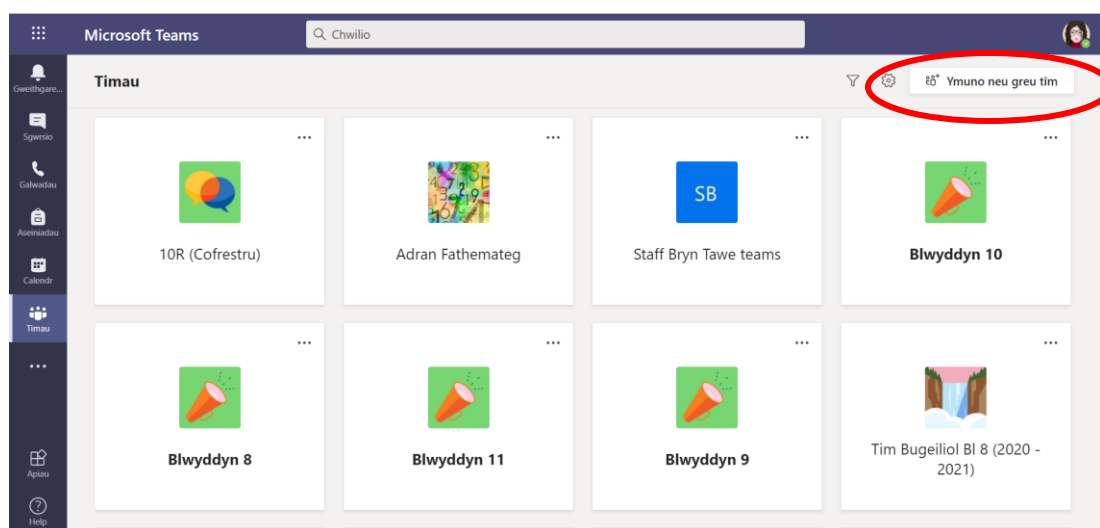 Microsoft Teams
Chwilio
Gweithgare...
Sgwrsio
Galwadau
Aseiniadau
Calendr
Timau
Apiau
Help
Timau
Ymuno neu greu tîm
10R (Cofrestru)
Adran Fathemateg
SB
Staff Bryn Tawe teams
Blwyddyn 10
Blwyddyn 8
Blwyddyn 11
Blwyddyn 9
Tim Bugeiliol Bl 8 (2020 -
2021)